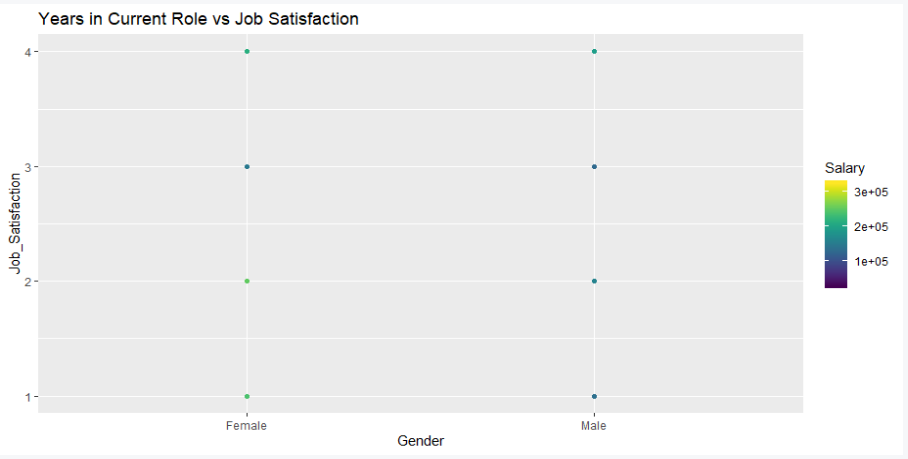 Years in Current Role vs Job Satisfaction
4
3
2
1
Job_Satisfaction
Female
Male
Gender
Salary
3e+05
2e+05
1e+05